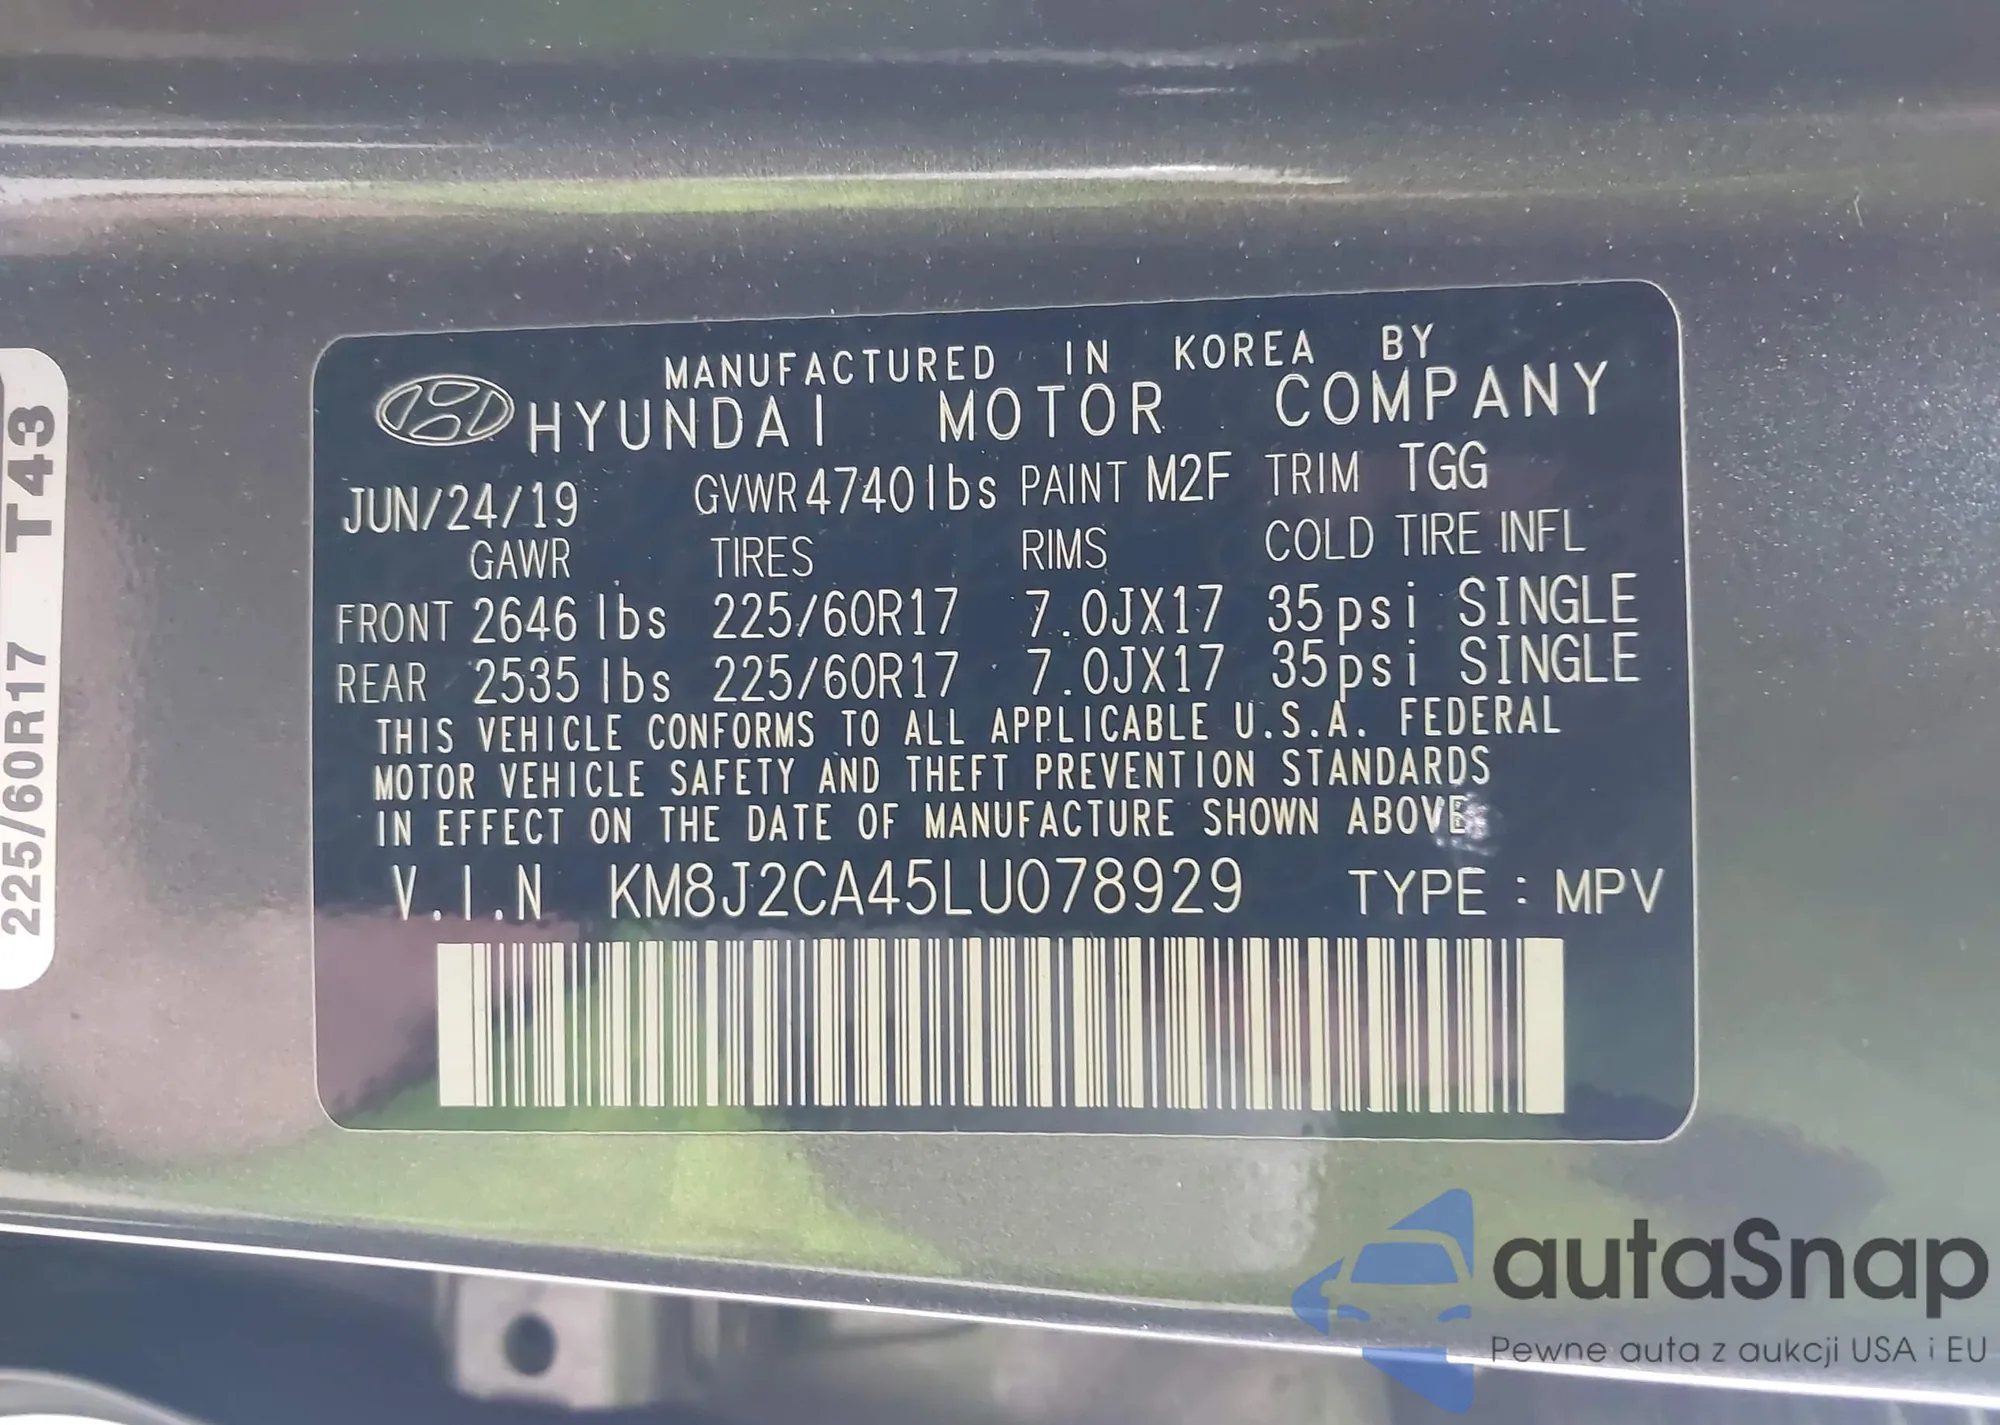 MANUFACTURED IN KOREA BY
HYUNDAI MOTOR COMPANY
JUN/24/19 GVWR 4740lbs PAINT M2F TRIM TGG
GAWR TIRES RIMS COLD TIRE INFL
FRONT 2646 lbs 225/60R17 7.0JX17 35psi SINGLE
REAR 2535 lbs 225/60R17 7.0JX17 35psi SINGLE
THIS VEHICLE CONFORMS TO ALL APPLICABLE U.S.A. FEDERAL
MOTOR VEHICLE SAFETY AND THEFT PREVENTION STANDARDS
IN EFFECT ON THE DATE OF MANUFACTURE SHOWN ABOVE.
V.I.N KM8J2CA45LU078929 TYPE : MPV
225/60R17 T43
autaSnap
Pewne auta z aukcji USA i EU